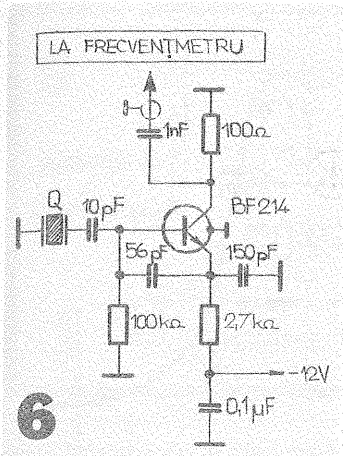 LA FRECVENȚMETRU
1nF
100Ω
Q
10pF
BF214
56pF
150pF
100kΩ
2,7kΩ
-12V
0,1µF
6